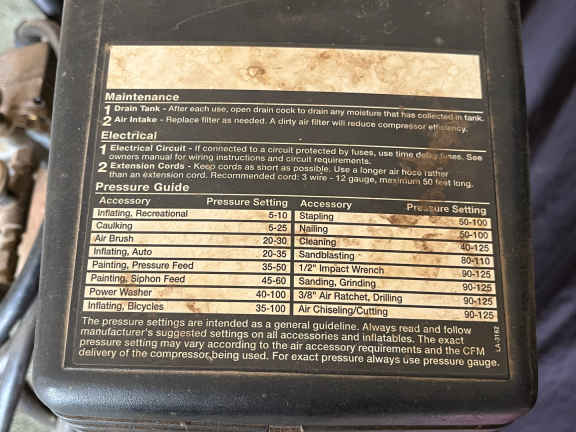 Maintenance
1 Drain Tank - After each use, open drain cock to drain any moisture that has collected in tank.
2 Air Intake - Replace filter as needed. A dirty air filter will reduce compressor efficiency.
Electrical
1 Electrical Circuit - If connected to a circuit protected by fuses, use time delay fuses. See
owners manual for wiring instructions and circuit requirements.
2 Extension Cords - Keep cords as short as possible. Use a longer air hose rather
than an extension cord. Recommended cord: 3 wire - 12 gauge, maximum 50 feet long.
Pressure Guide
Accessory Pressure Setting Accessory Pressure Setting
Inflating, Recreational 5-10 Stapling 50-100
Caulking 5-25 Nailing 50-100
Air Brush 20-30 Cleaning 40-125
Inflating, Auto 20-35 Sandblasting 80-110
Painting, Pressure Feed 35-50 1/2" Impact Wrench 90-125
Painting, Siphon Feed 45-60 Sanding, Grinding 90-125
Power Washer 40-100 3/8" Air Ratchet, Drilling 90-125
Inflating, Bicycles 35-100 Air Chiseling/Cutting 90-125
The pressure settings are intended as a general guideline. Always read and follow
manufacturer's suggested settings on all accessories and inflatables. The exact
pressure setting may vary according to the air accessory requirements and the CFM
delivery of the compressor being used. For exact pressure always use pressure gauge.
LA-3162